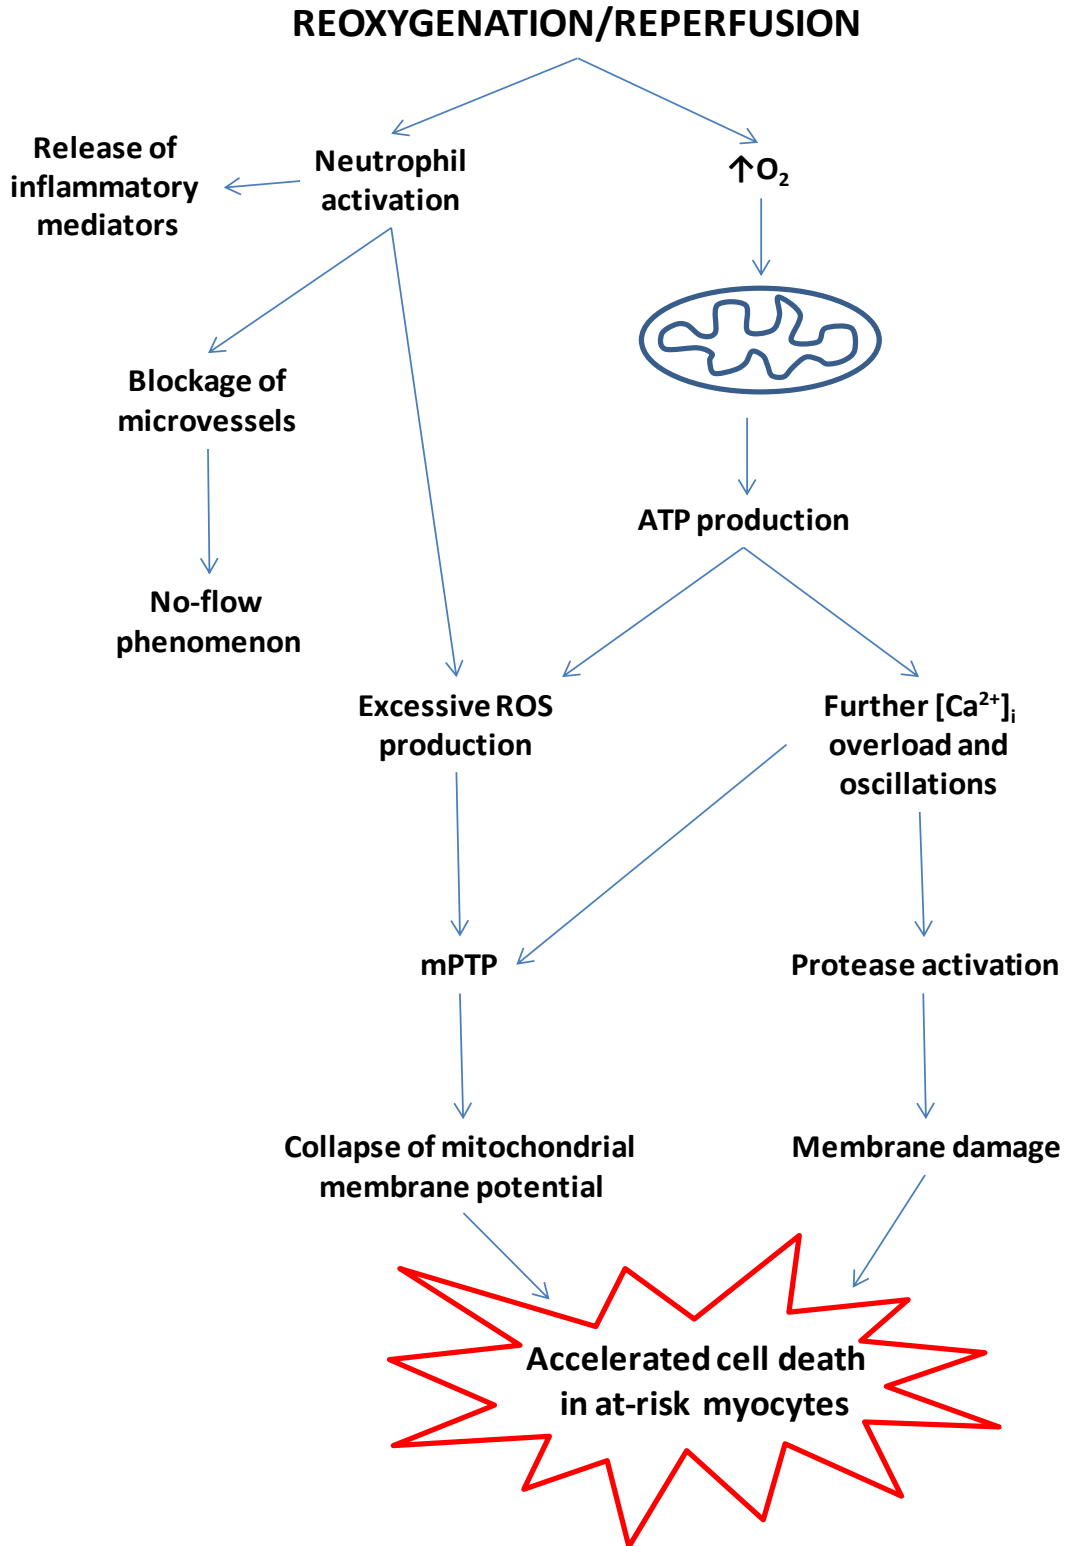 REOXYGENATION/REPERFUSION
Release of
inflammatory
mediators
Neutrophil
activation
↑O₂
Blockage of
microvessels
ATP production
No-flow
phenomenon
Excessive ROS
production
Further [Ca²⁺]ᵢ
overload and
oscillations
mPTP
Protease activation
Collapse of mitochondrial
membrane potential
Membrane damage
Accelerated cell death
in at-risk myocytes